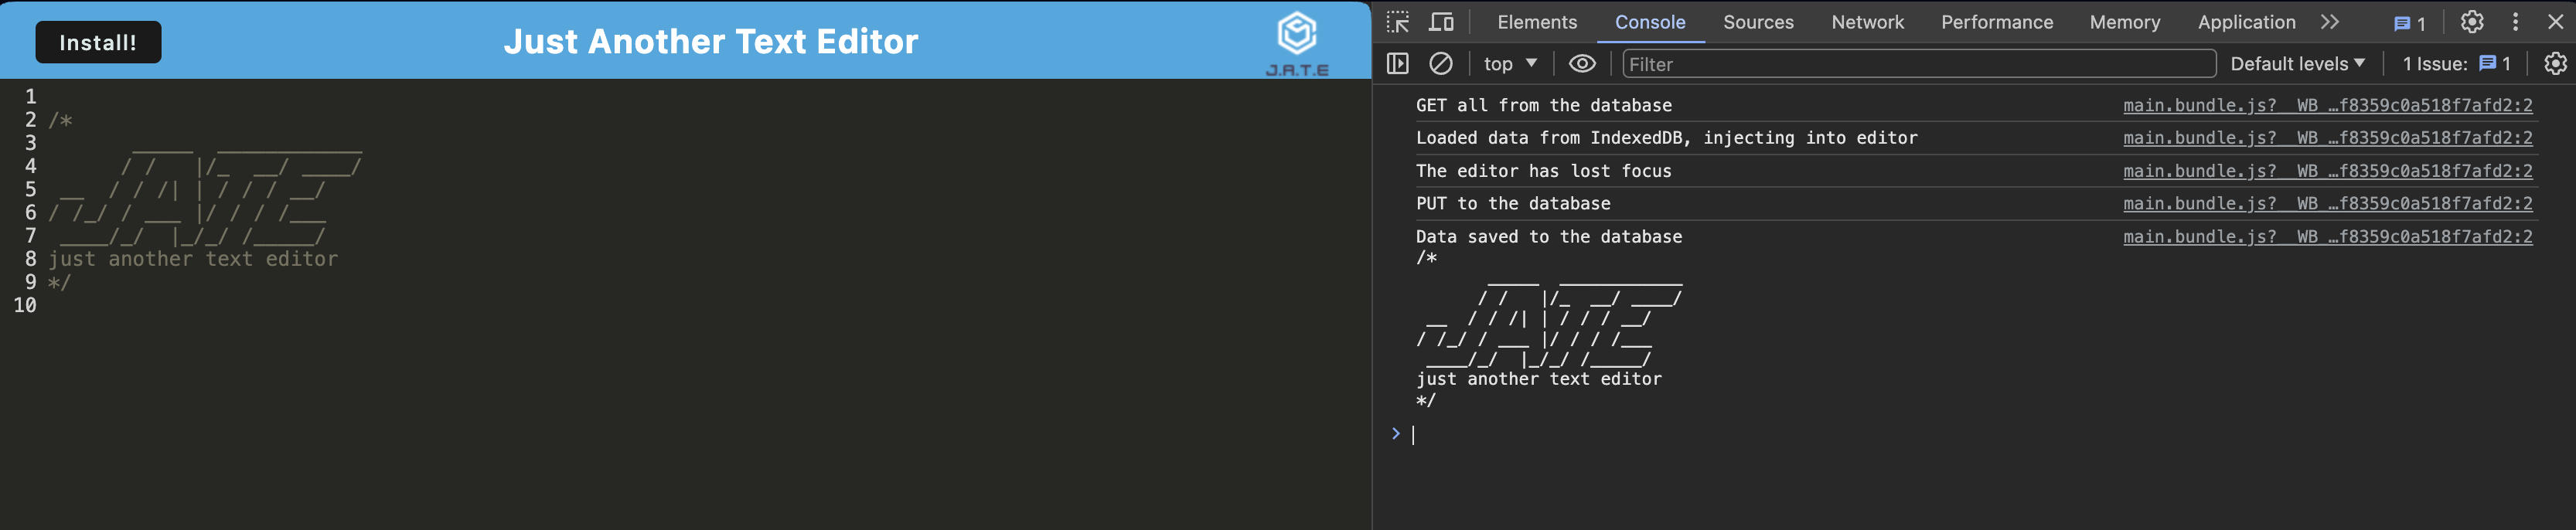 Install!
Just Another Text Editor
J.A.T.E
1
2 /*
3         _____  ____________
4       / /   |/_  __/ ____/
5  __  / / /| | / / / __/
6 / /_/ / ___ |/ / / /___
7  ____/_/  |_/_/ /_____/
8 just another text editor
9 */
10
Elements Console Sources Network Performance Memory Application 1
top Filter Default levels 1 Issue: 1
GET all from the database main.bundle.js?__WB_…f8359c0a518f7afd2:2
Loaded data from IndexedDB, injecting into editor main.bundle.js?__WB_…f8359c0a518f7afd2:2
The editor has lost focus main.bundle.js?__WB_…f8359c0a518f7afd2:2
PUT to the database main.bundle.js?__WB_…f8359c0a518f7afd2:2
Data saved to the database main.bundle.js?__WB_…f8359c0a518f7afd2:2
/*
       _____  ____________
      / /   |/_  __/ ____/
 __  / / /| | / / / __/
/ /_/ / ___ |/ / / /___
 ____/_/  |_/_/ /_____/
just another text editor
*/